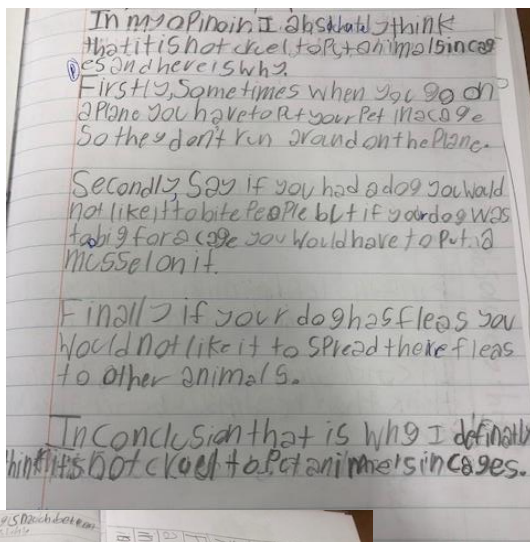 In my oPinoin I absalutely think
that it is not cruel to Put animals in cag
es and here is why.
Firstly, Some times when you go on
a Plane you have to Put your Pet in a cage
So they don't run around on the Plane.
Secondly, Say if you had a dog you would
not like it to bite PeoPle but if your dog was
to big for a cage you would have to Put a
mussel on it.
Finally if your dog has fleas you
would not like it to SPread there fleas
to other animals.
In Conclusion that is why I definatly
think it's not cruel to Put animels in cages.